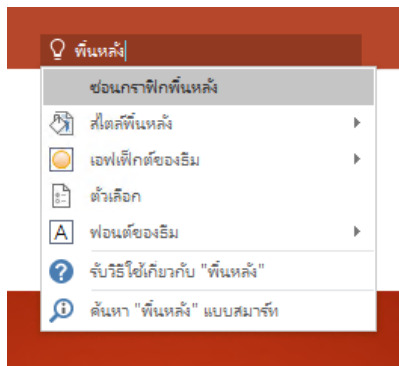 พื้นหลัง
ซ่อนกราฟิกพื้นหลัง
สไตล์พื้นหลัง
เอฟเฟ็กต์ของธีม
ตัวเลือก
A ฟอนต์ของธีม
รับวิธีใช้เกี่ยวกับ "พื้นหลัง"
ค้นหา "พื้นหลัง" แบบสมาร์ท